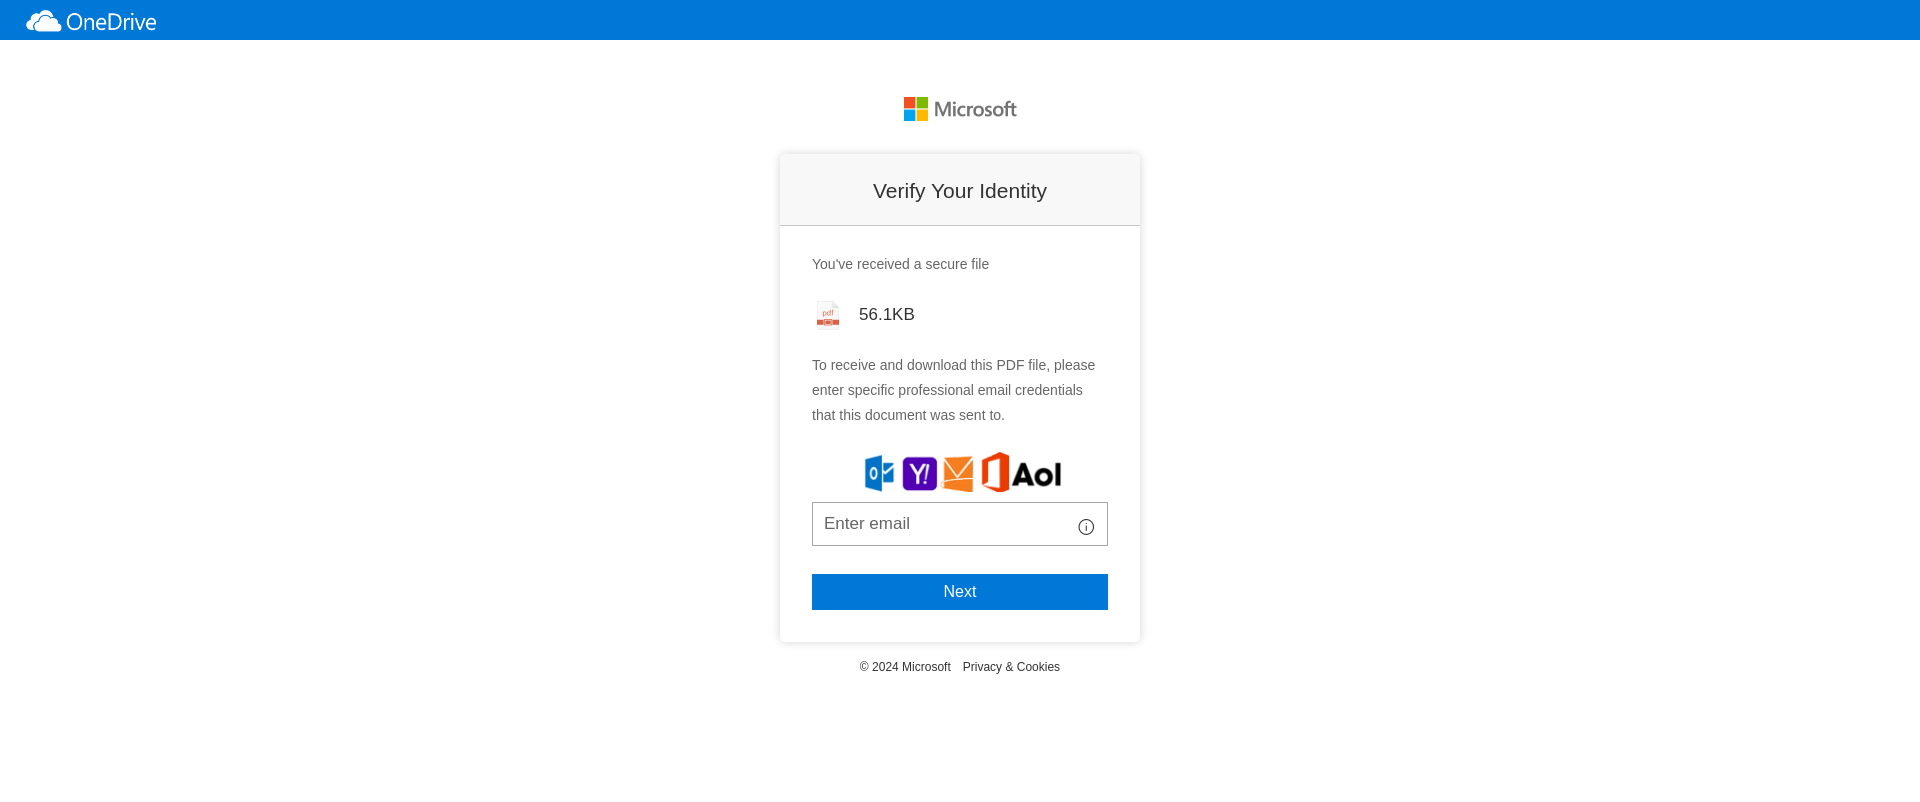 OneDrive
Microsoft
Verify Your Identity
You've received a secure file
pdf
56.1KB
To receive and download this PDF file, please
enter specific professional email credentials
that this document was sent to.
Y! Aol
Enter email
Next
© 2024 Microsoft Privacy & Cookies